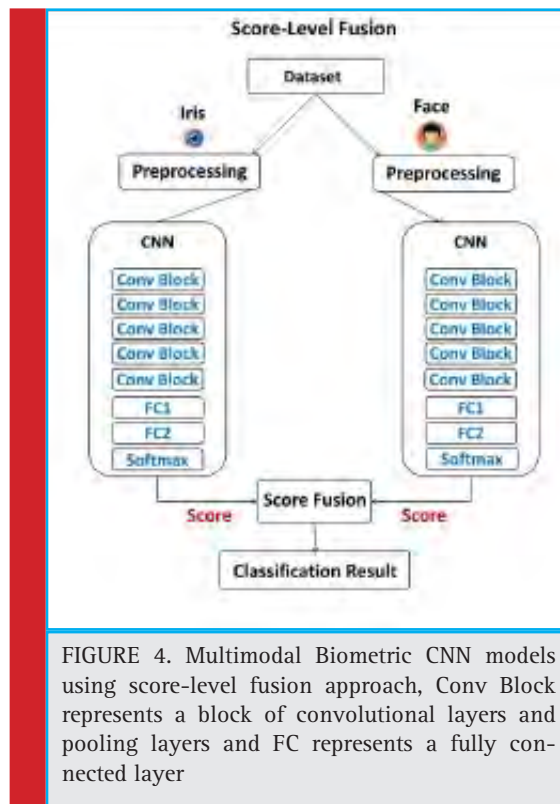 Score-Level Fusion
Dataset
Iris
Face
Preprocessing
Preprocessing
CNN
CNN
Conv Block
Conv Block
Conv Block
Conv Block
Conv Block
Conv Block
Conv Block
Conv Block
Conv Block
Conv Block
FC1
FC1
FC2
FC2
Softmax
Softmax
Score
Score Fusion
Score
Classification Result
FIGURE 4. Multimodal Biometric CNN models
using score-level fusion approach, Conv Block
represents a block of convolutional layers and
pooling layers and FC represents a fully con-
nected layer